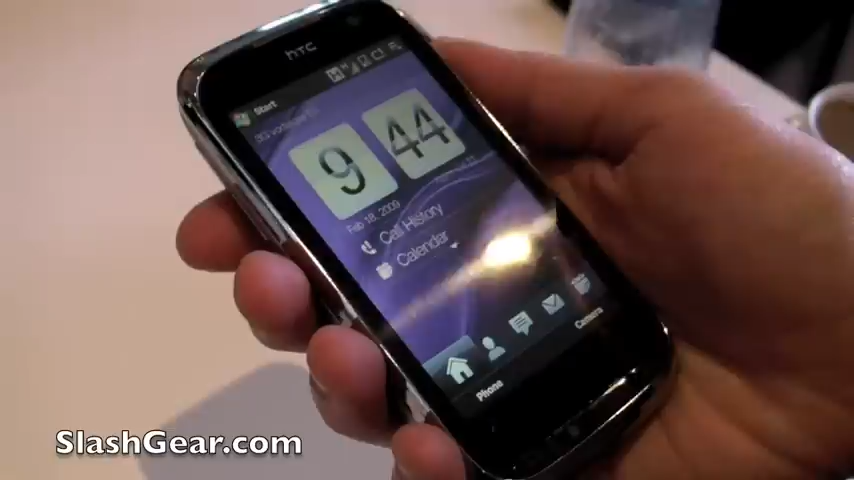 hTC
Start
9 44
Feb 18, 2009
Call History
Calendar
Camera
Phone
SlashGear.com